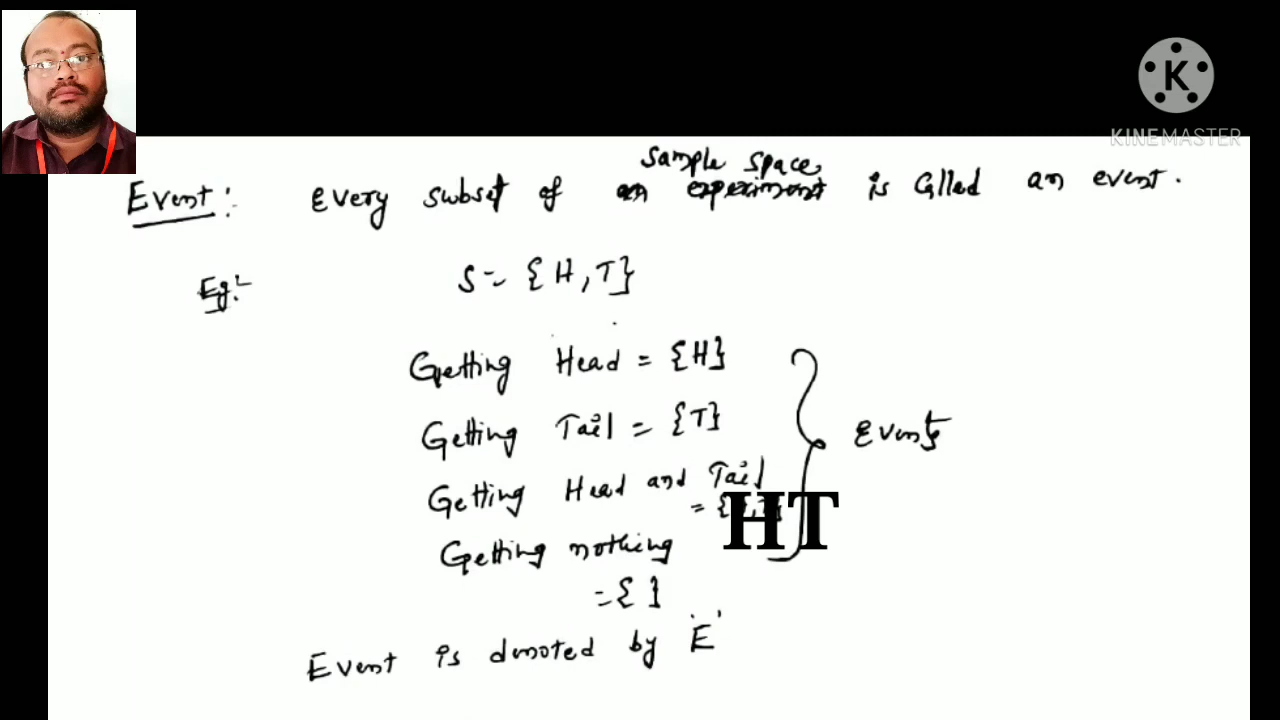 K
KINEMASTER
Sample Space
Event: Every subset of an experiment is Called an event.
Eg:- S = {H,T}
Getting Head = {H}
Getting Tail = {T}
Events
Getting Head and Tail
= {H,T}
HT
Getting nothing
= { }
Event is denoted by 'E'